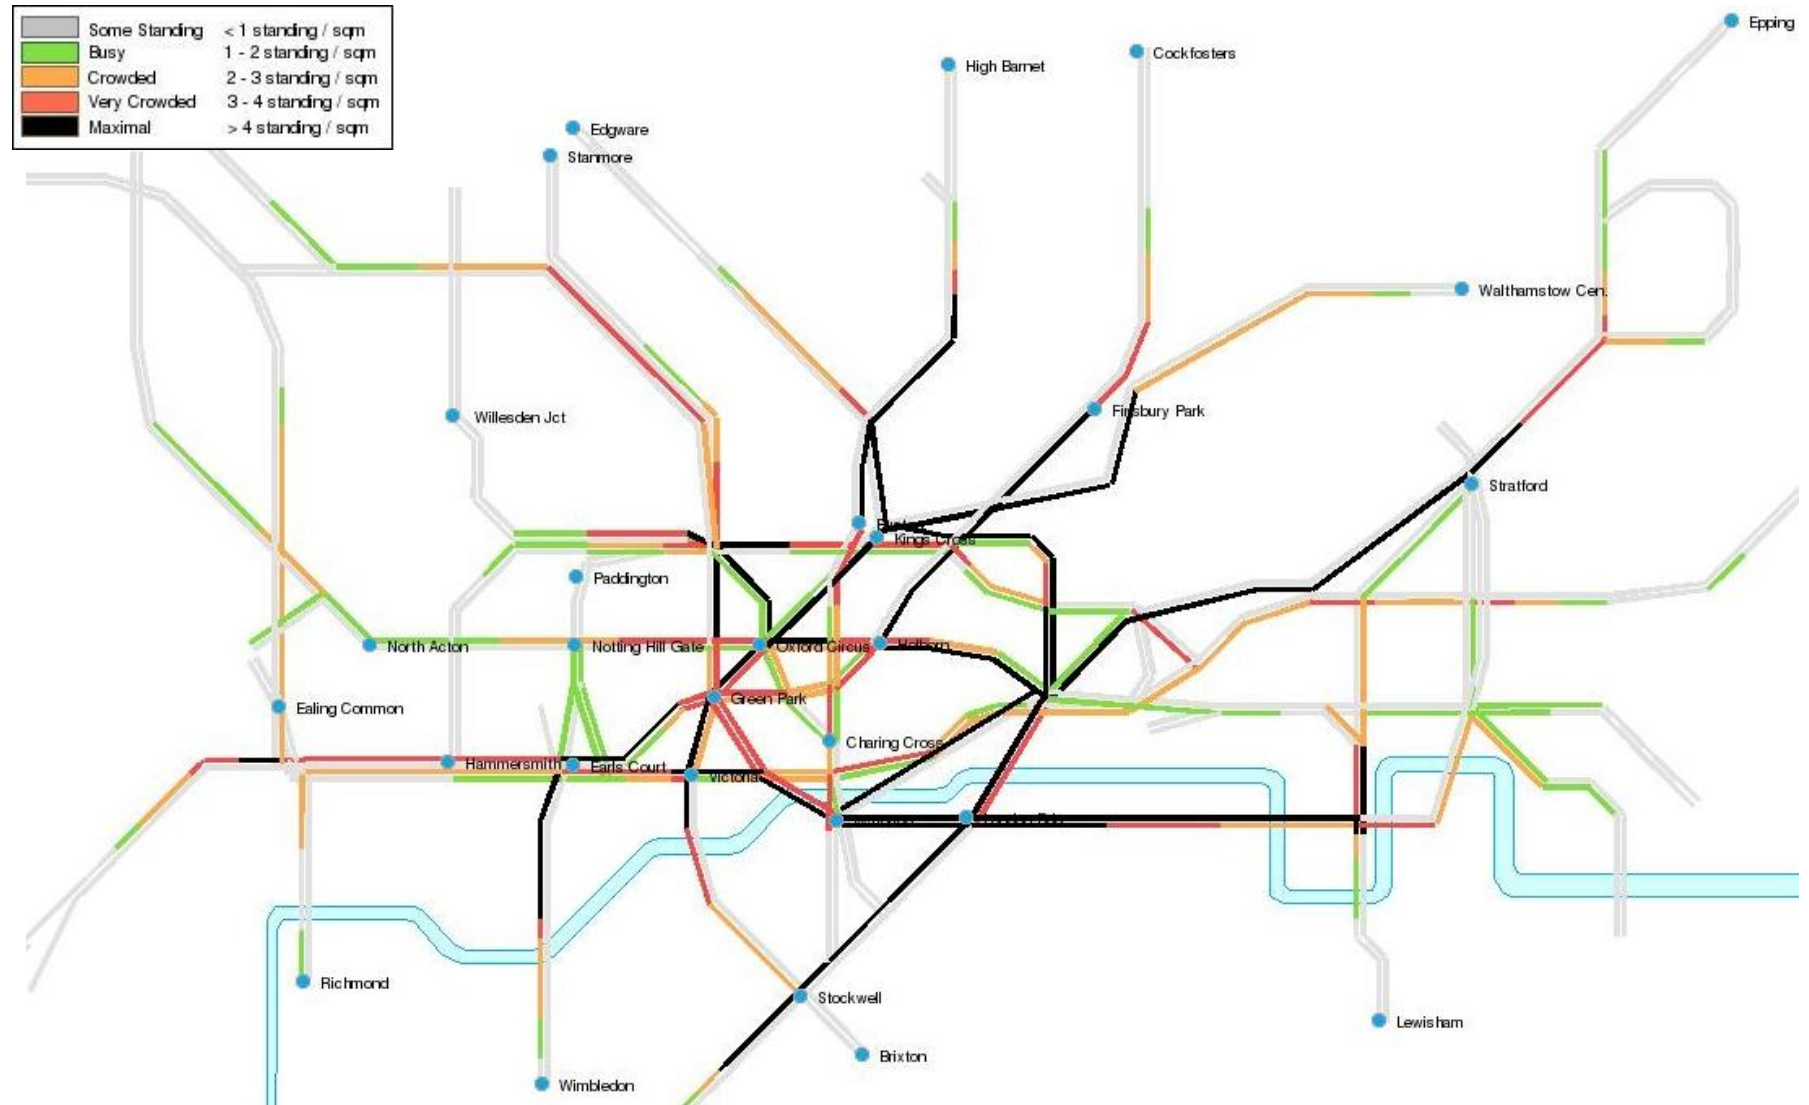 Some Standing < 1 standing / sqm
Busy 1 - 2 standing / sqm
Crowded 2 - 3 standing / sqm
Very Crowded 3 - 4 standing / sqm
Maximal > 4 standing / sqm
Epping
Cockfosters
High Barnet
Edgware
Stanmore
Walthamstow Cen.
Finsbury Park
Willesden Jct
Stratford
Kings Cross
Paddington
North Acton
Notting Hill Gate
Oxford Circus
Holborn
Green Park
Ealing Common
Charing Cross
Hammersmith
Earls Court
Victoria
Richmond
Stockwell
Lewisham
Brixton
Wimbledon